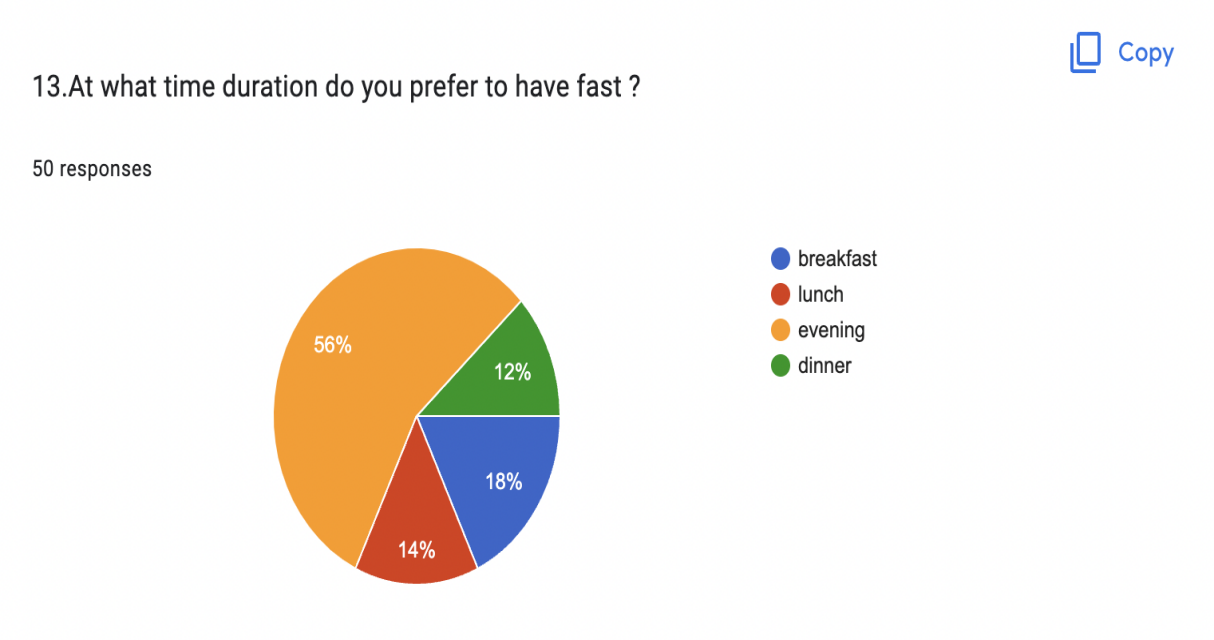 Copy
13.At what time duration do you prefer to have fast ?
50 responses
breakfast
lunch
evening
dinner
56%
12%
18%
14%